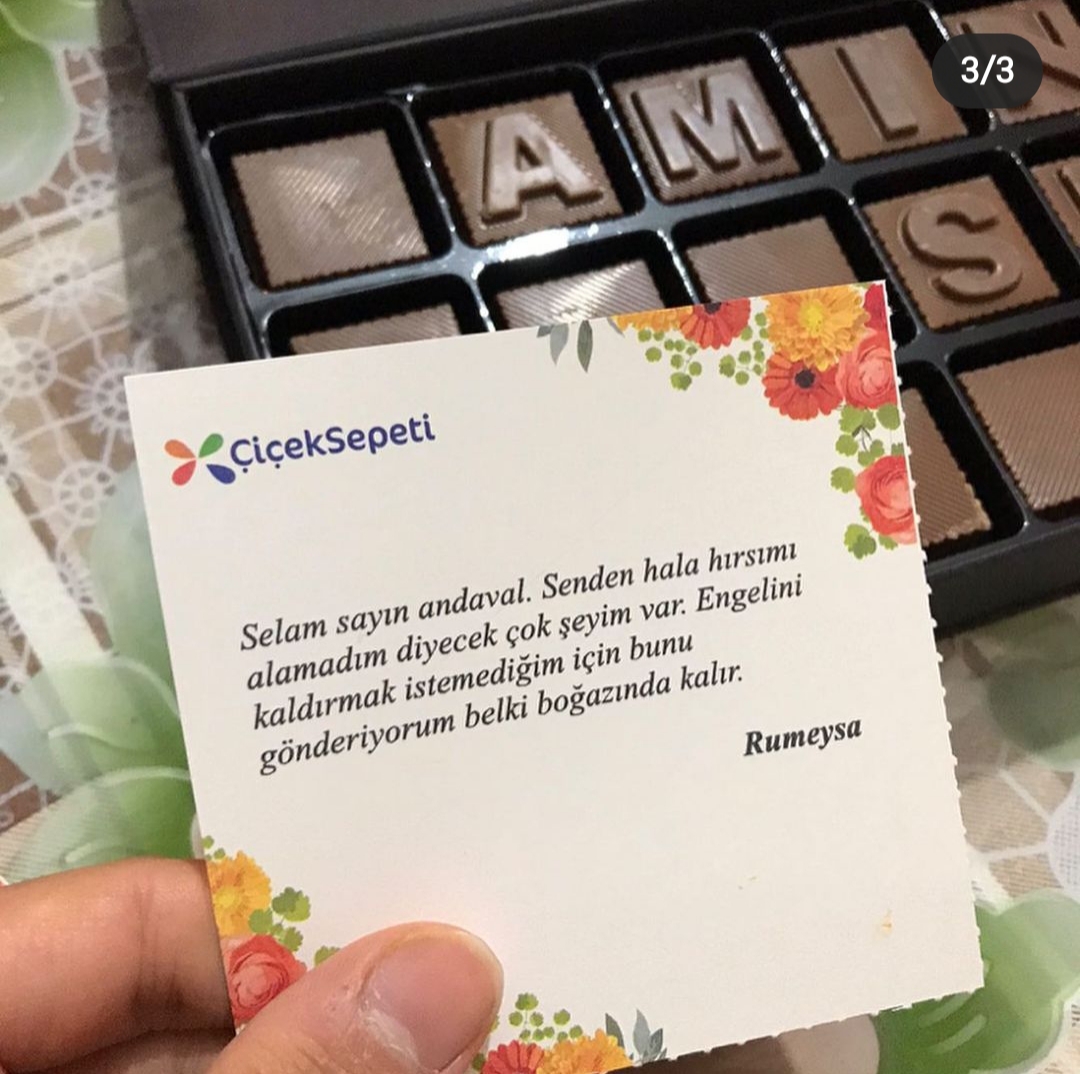 3/3
AMIN
S
ÇiçekSepeti
Selam sayın andaval. Senden hala hırsımı
alamadım diyecek çok şeyim var. Engelini
kaldırmak istemediğim için bunu
gönderiyorum belki boğazında kalır.
Rumeysa